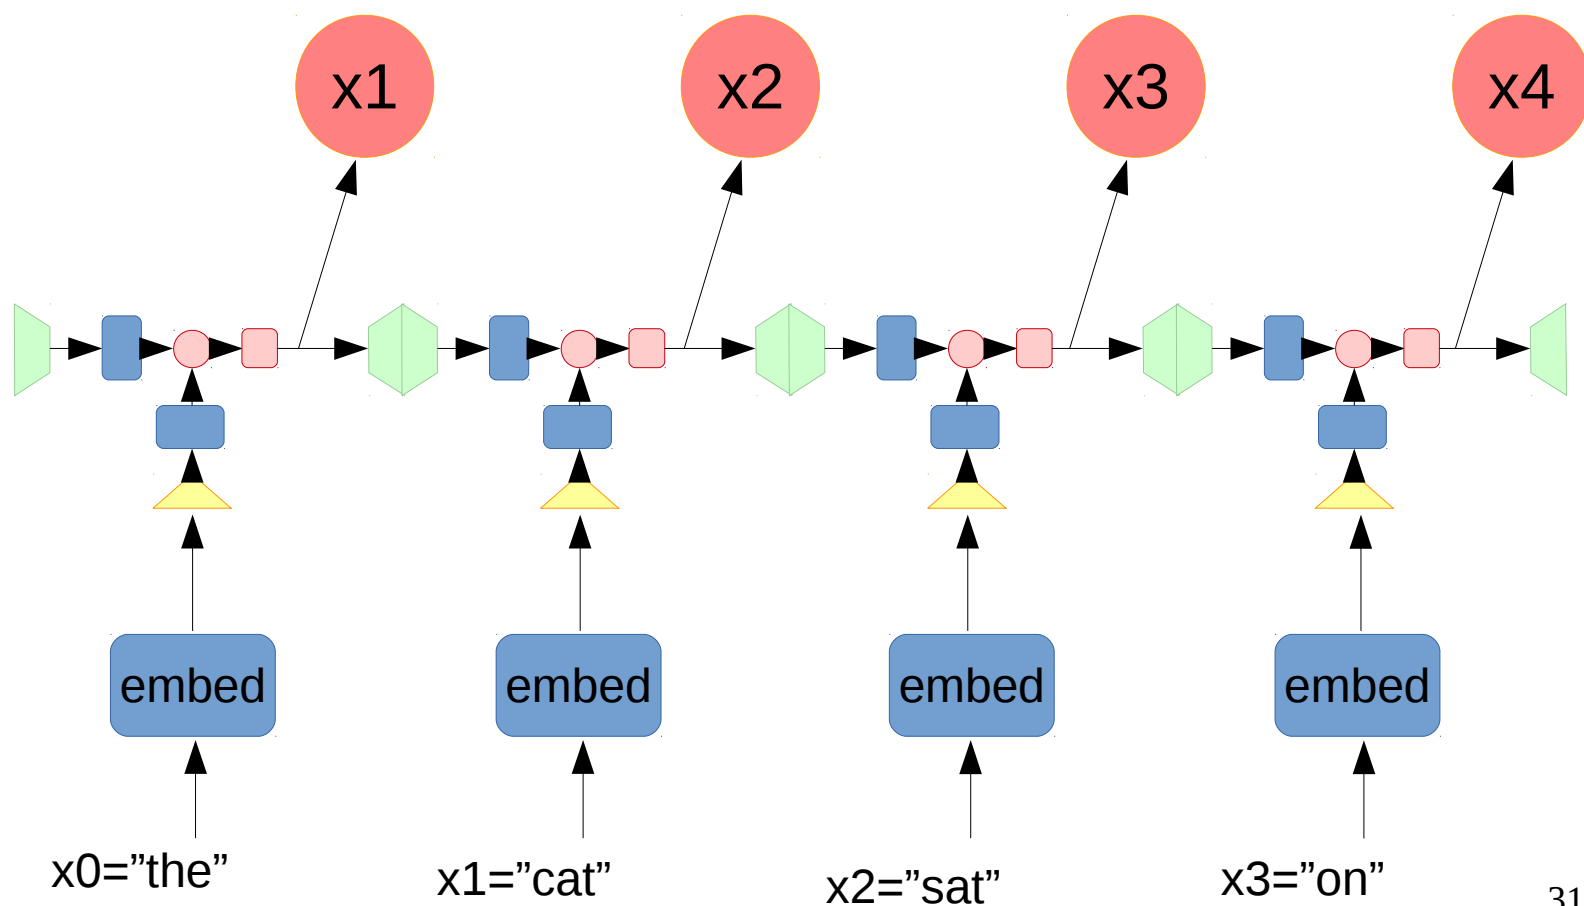 x1 x2 x3 x4
embed embed embed embed
x0=”the” x1=”cat” x2=”sat” x3=”on”
31